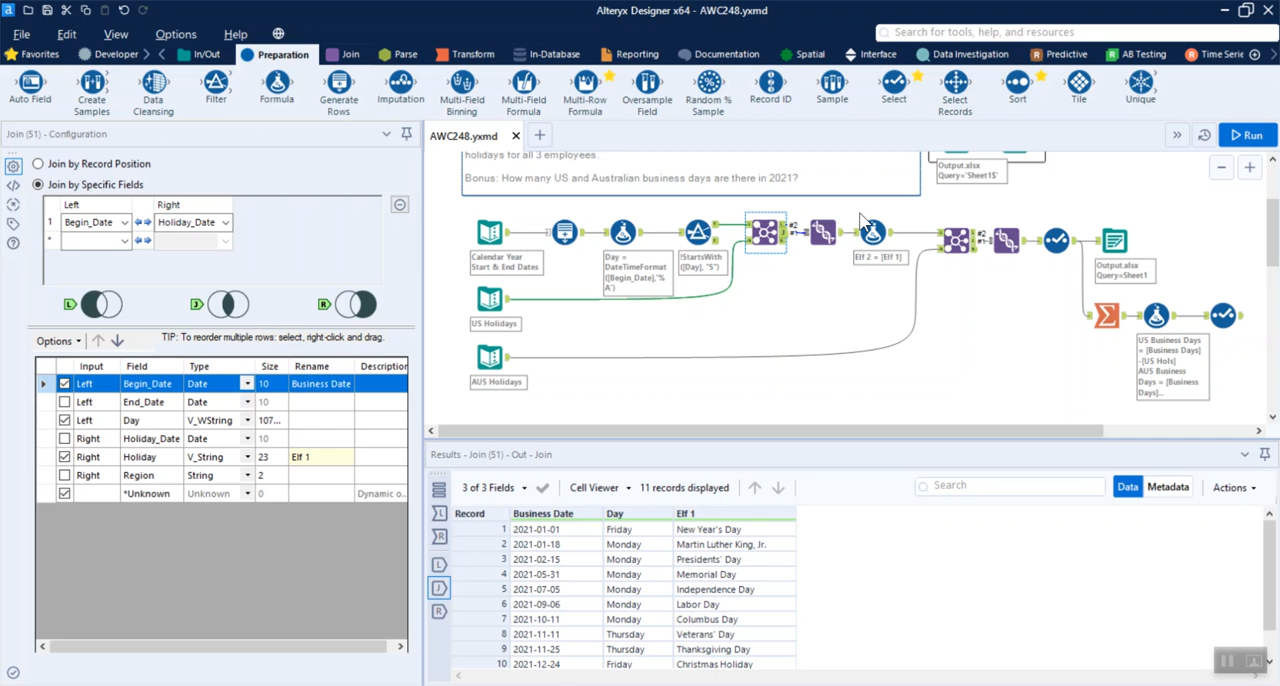 Alteryx Designer x64 - AWC248.yxmd
File Edit View Options Help
Search for tools, help, and resources
Favorites Developer In/Out Preparation Join Parse Transform In-Database Reporting Documentation Spatial Interface Data Investigation Predictive AB Testing Time Serie
Auto Field
Create Samples
Data Cleansing
Filter
Formula
Generate Rows
Imputation
Multi-Field Binning
Multi-Field Formula
Multi-Row Formula
Oversample Field
Random % Sample
Record ID
Sample
Select
Select Records
Sort
Tile
Unique
Join (51) - Configuration
AWC248.yxmd
Run
Join by Record Position
Join by Specific Fields
Left Right
1 Begin_Date Holiday_Date
*
L J R
Options TIP: To reorder multiple rows: select, right-click and drag.
Input Field Type Size Rename Description
Left Begin_Date Date 10 Business Date
Left End_Date Date 10
Left Day V_WString 107...
Right Holiday_Date Date 10
Right Holiday V_String 23 Elf 1
Right Region String 2
*Unknown Unknown 0 Dynamic o...
holidays for all 3 employees.
Bonus: How many US and Australian business days are there in 2021?
Output.xlsx
Query=`Sheet1$`
Calendar Year
Start & End Dates
Day =
DateTimeFormat
([Begin_Date],"%
A")
!StartsWith
([Day], "S")
#2
#1
Elf 2 = [Elf 1]
#2
#1
Output.xlsx
Query=Sheet1
US Holidays
AUS Holidays
US Business Days
= [Business Days]
-[US Hols]
AUS Business
Days = [Business
Days]...
Results - Join (51) - Out - Join
3 of 3 Fields Cell Viewer 11 records displayed Search Data Metadata Actions
Record Business Date Day Elf 1
1 2021-01-01 Friday New Year's Day
2 2021-01-18 Monday Martin Luther King, Jr.
3 2021-02-15 Monday Presidents' Day
4 2021-05-31 Monday Memorial Day
5 2021-07-05 Monday Independence Day
6 2021-09-06 Monday Labor Day
7 2021-10-11 Monday Columbus Day
8 2021-11-11 Thursday Veterans' Day
9 2021-11-25 Thursday Thanksgiving Day
10 2021-12-24 Friday Christmas Holiday